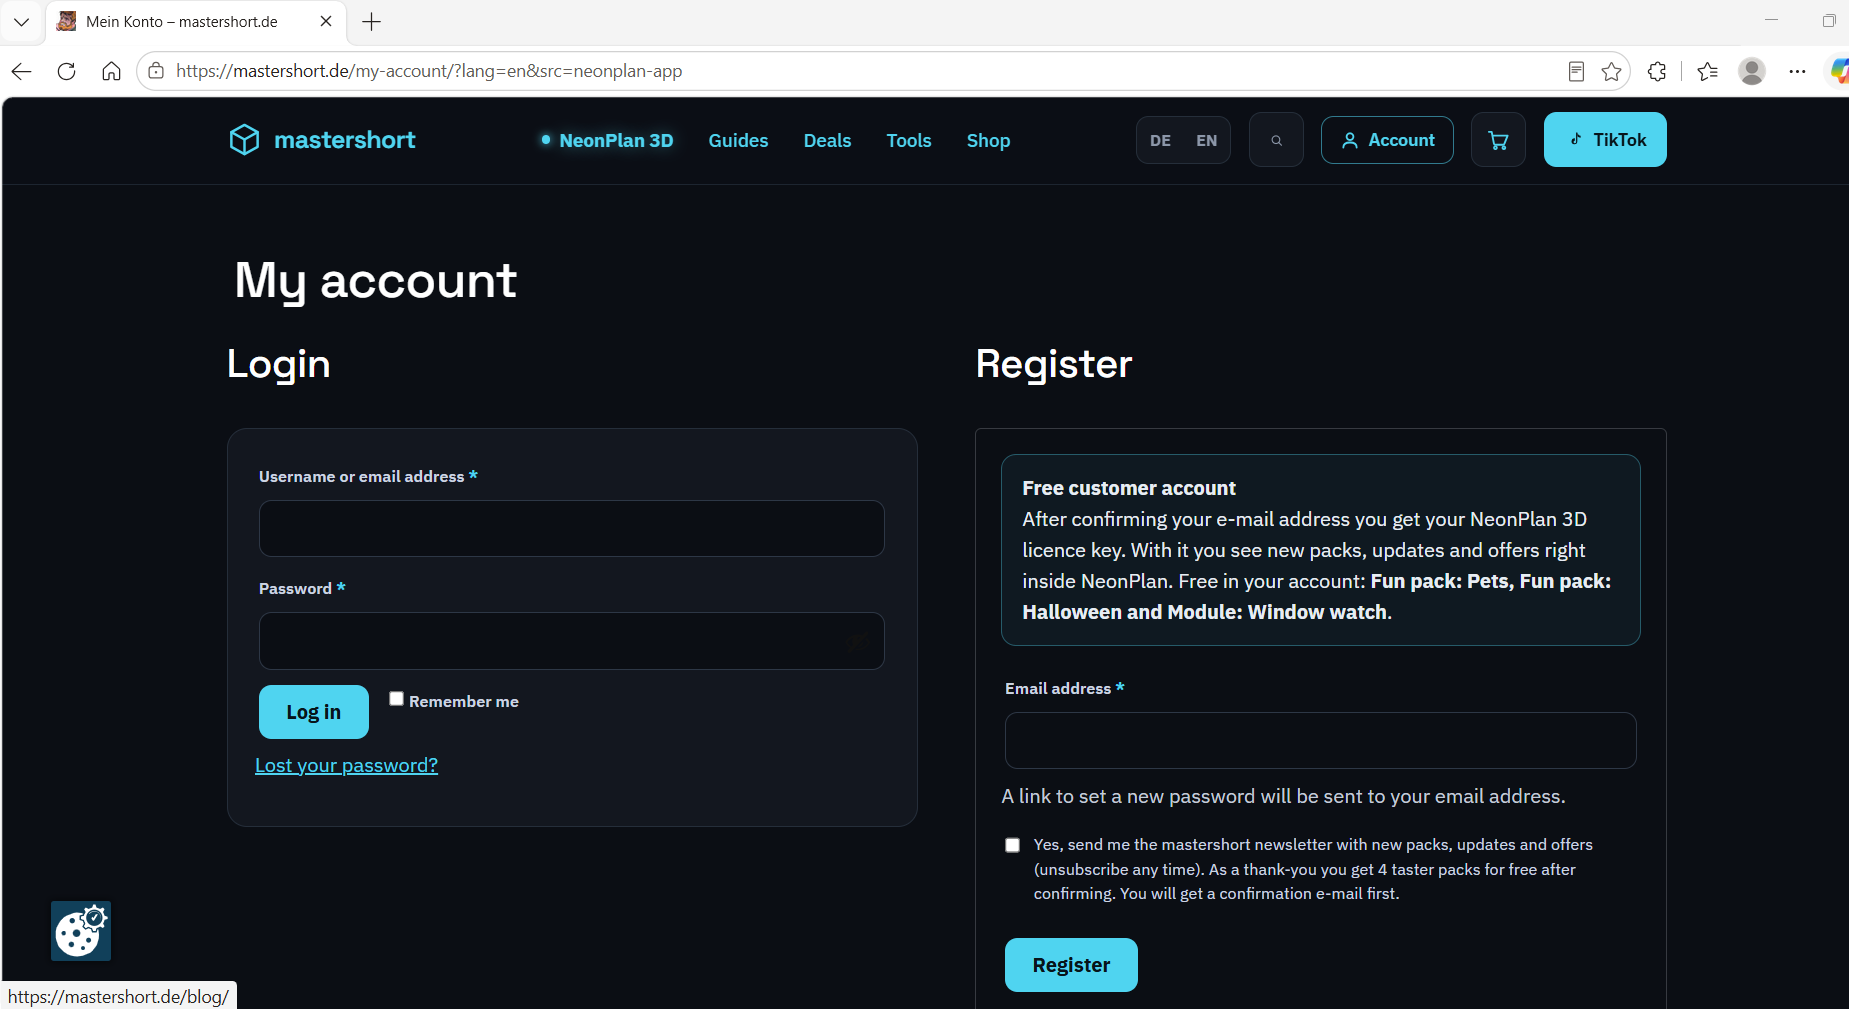 Mein Konto – mastershort.de
https://mastershort.de/my-account/?lang=en&src=neonplan-app
mastershort
NeonPlan 3D
Guides
Deals
Tools
Shop
DE
EN
Account
TikTok
My account
Login
Username or email address *
Password *
Log in
Remember me
Lost your password?
Register
Free customer account
After confirming your e-mail address you get your NeonPlan 3D
licence key. With it you see new packs, updates and offers right
inside NeonPlan. Free in your account: Fun pack: Pets, Fun pack:
Halloween and Module: Window watch.
Email address *
A link to set a new password will be sent to your email address.
Yes, send me the mastershort newsletter with new packs, updates and offers
(unsubscribe any time). As a thank-you you get 4 taster packs for free after
confirming. You will get a confirmation e-mail first.
Register
https://mastershort.de/blog/